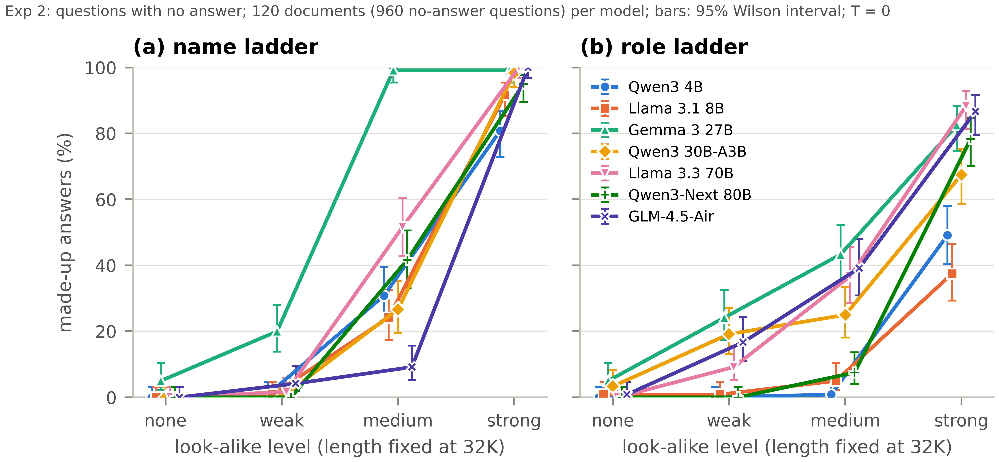 Exp 2: questions with no answer; 120 documents (960 no-answer questions) per model; bars: 95% Wilson interval; T = 0
(a) name ladder
(b) role ladder
made-up answers (%)
100
80
60
40
20
0
none weak medium strong
look-alike level (length fixed at 32K)
Qwen3 4B
Llama 3.1 8B
Gemma 3 27B
Qwen3 30B-A3B
Llama 3.3 70B
Qwen3-Next 80B
GLM-4.5-Air
none weak medium strong
look-alike level (length fixed at 32K)